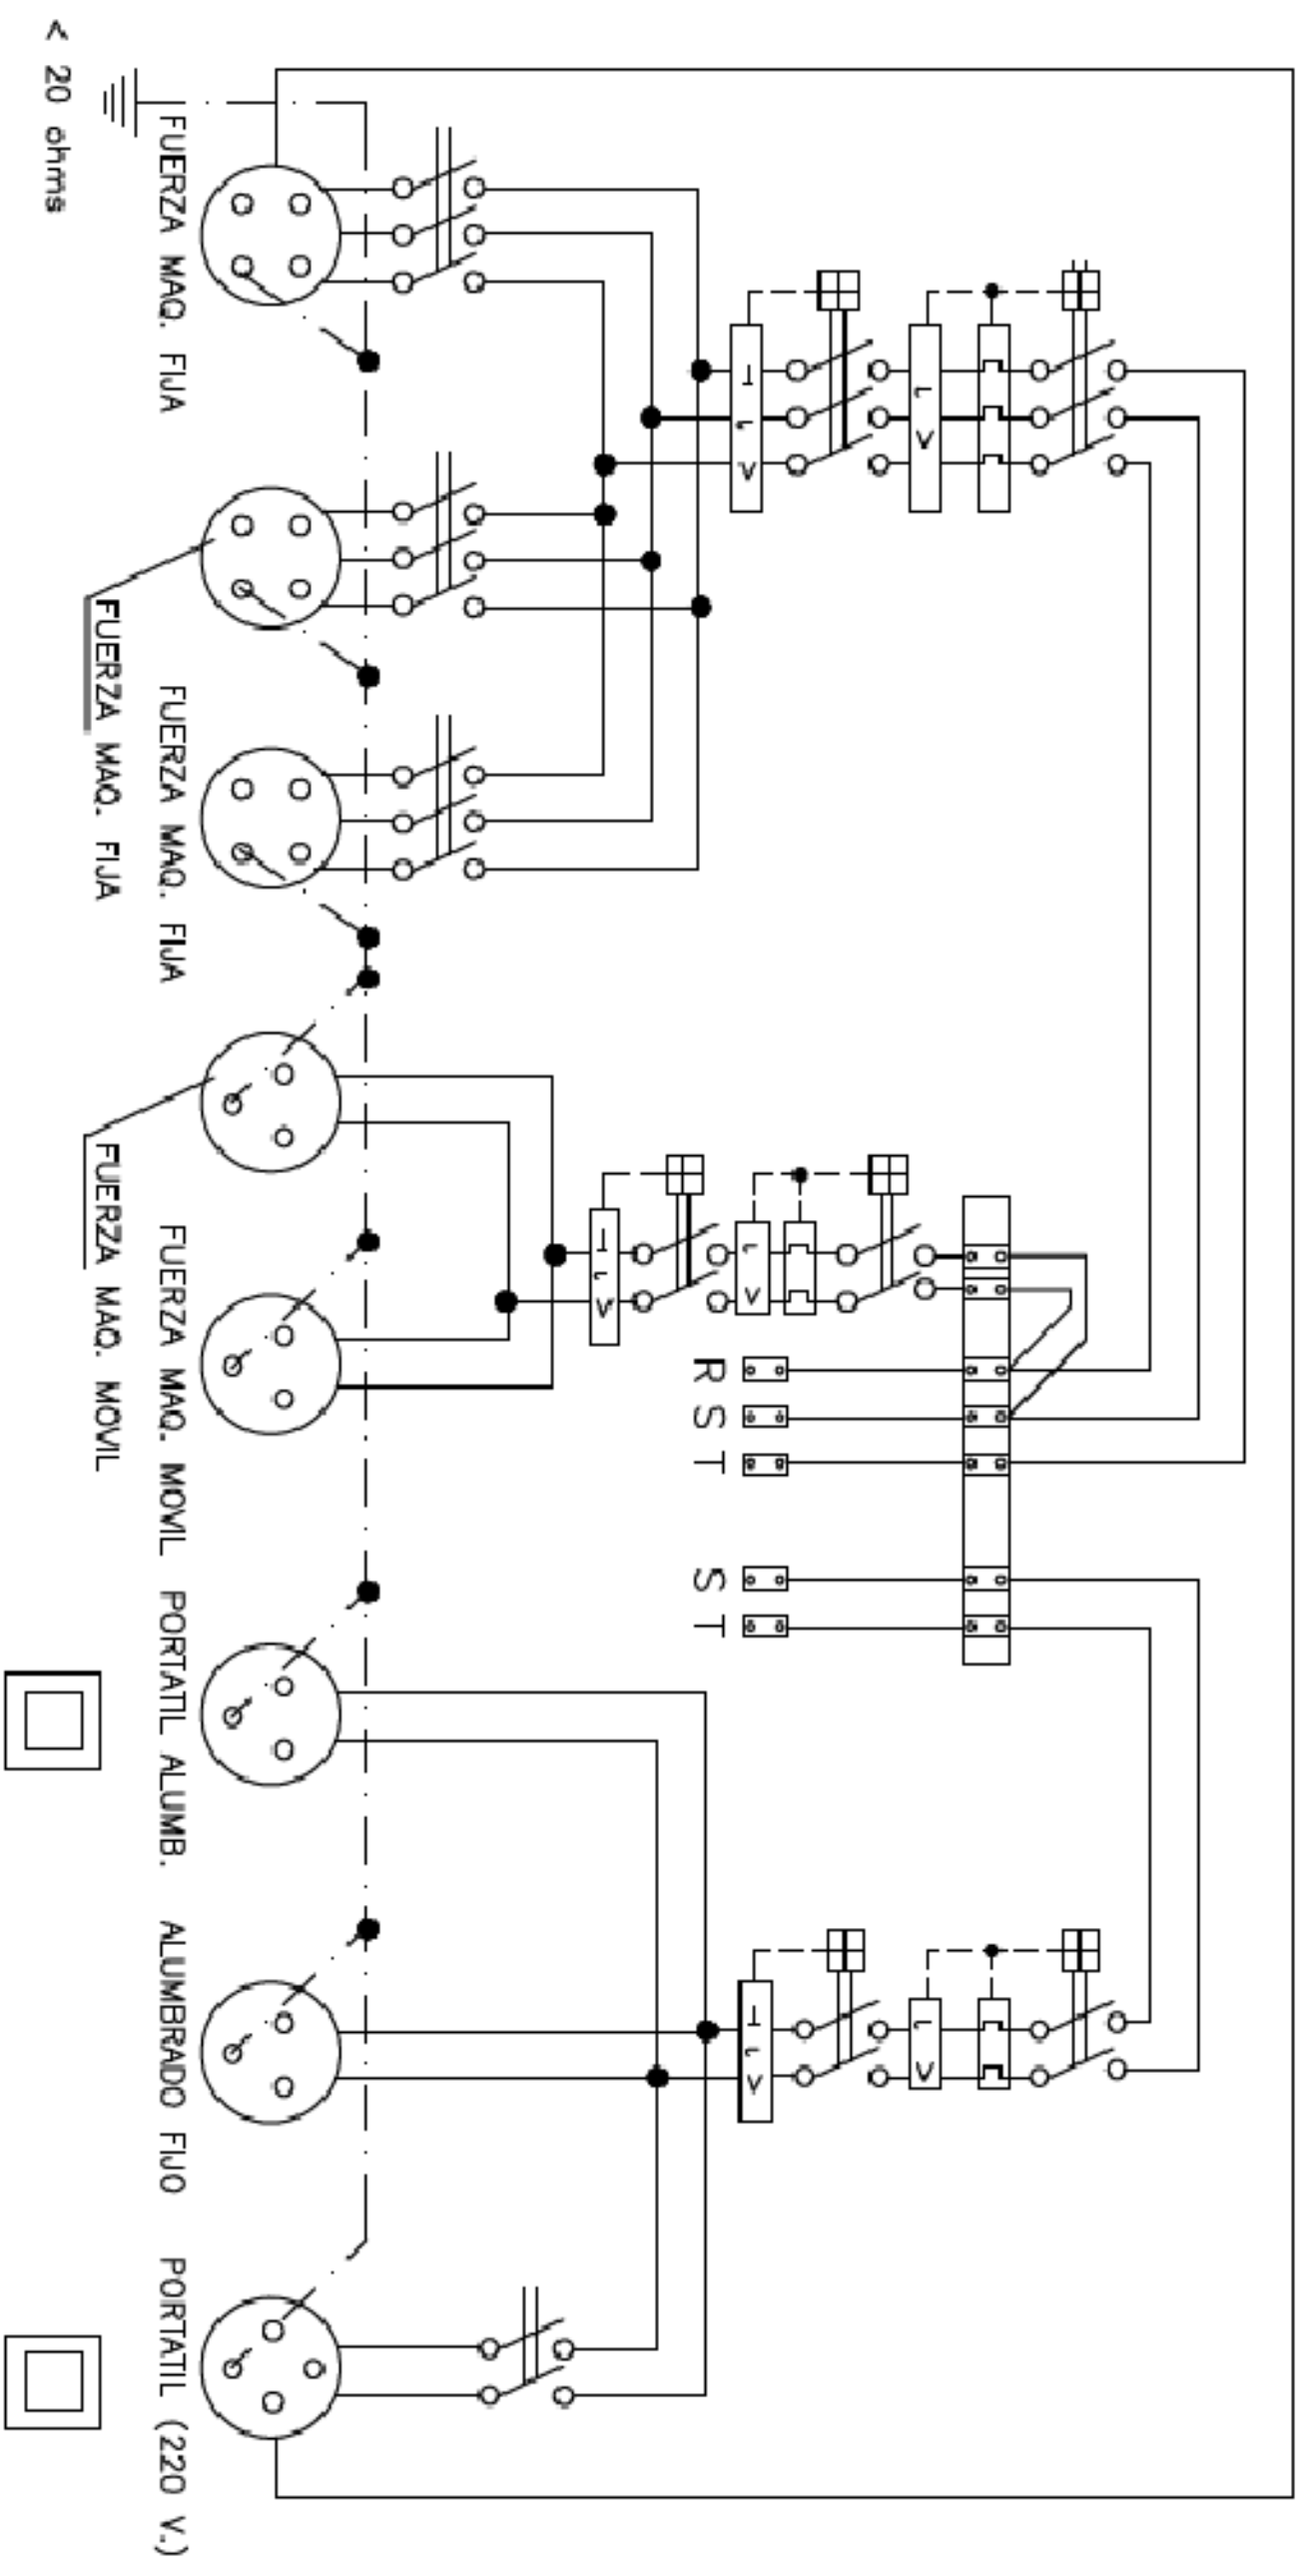 R S T
S T
FUERZA MAQ. FIJA
FUERZA MAQ. FIJA
FUERZA MAQ. MOVIL
PORTATIL ALUMB.
ALUMBRADO FIJO
PORTATIL (220 V.)
FUERZA MAQ. FIJA
FUERZA MAQ. MOVIL
< 20 ohms